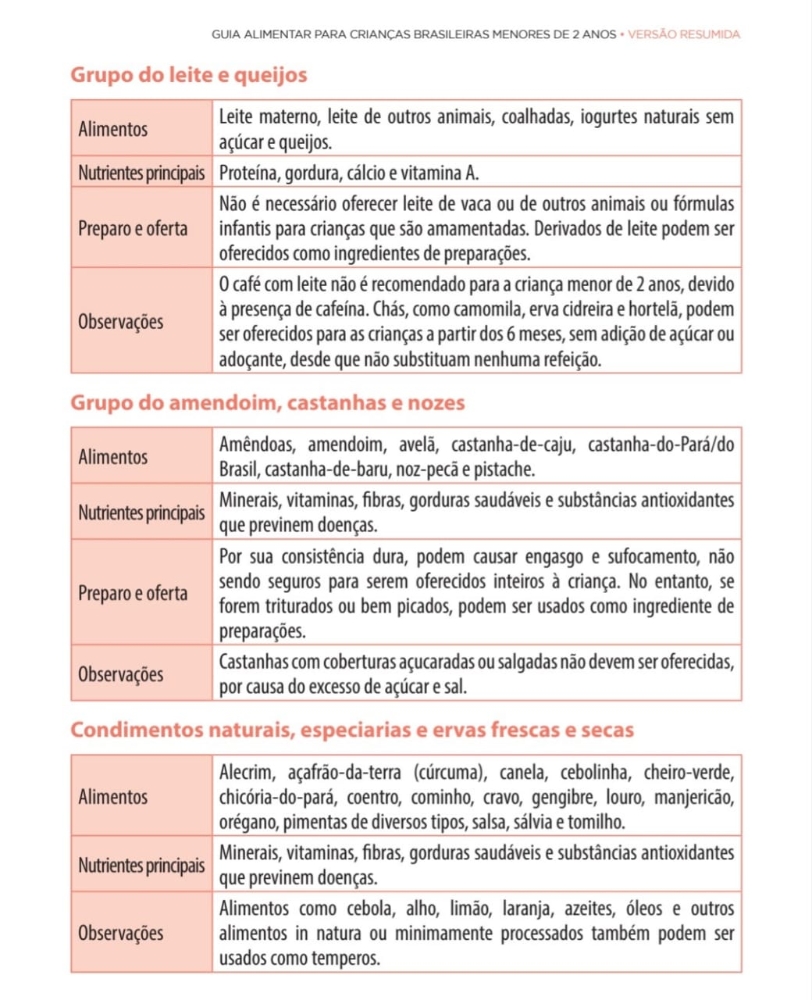 GUIA ALIMENTAR PARA CRIANÇAS BRASILEIRAS MENORES DE 2 ANOS • VERSÃO RESUMIDA
Grupo do leite e queijos
Alimentos
Leite materno, leite de outros animais, coalhadas, iogurtes naturais sem
açúcar e queijos.
Nutrientes principais
Proteína, gordura, cálcio e vitamina A.
Preparo e oferta
Não é necessário oferecer leite de vaca ou de outros animais ou fórmulas
infantis para crianças que são amamentadas. Derivados de leite podem ser
oferecidos como ingredientes de preparações.
Observações
O café com leite não é recomendado para a criança menor de 2 anos, devido
à presença de cafeína. Chás, como camomila, erva cidreira e hortelã, podem
ser oferecidos para as crianças a partir dos 6 meses, sem adição de açúcar ou
adoçante, desde que não substituam nenhuma refeição.
Grupo do amendoim, castanhas e nozes
Alimentos
Amêndoas, amendoim, avelã, castanha-de-caju, castanha-do-Pará/do
Brasil, castanha-de-baru, noz-pecã e pistache.
Nutrientes principais
Minerais, vitaminas, fibras, gorduras saudáveis e substâncias antioxidantes
que previnem doenças.
Preparo e oferta
Por sua consistência dura, podem causar engasgo e sufocamento, não
sendo seguros para serem oferecidos inteiros à criança. No entanto, se
forem triturados ou bem picados, podem ser usados como ingrediente de
preparações.
Observações
Castanhas com coberturas açucaradas ou salgadas não devem ser oferecidas,
por causa do excesso de açúcar e sal.
Condimentos naturais, especiarias e ervas frescas e secas
Alimentos
Alecrim, açafrão-da-terra (cúrcuma), canela, cebolinha, cheiro-verde,
chicória-do-pará, coentro, cominho, cravo, gengibre, louro, manjericão,
orégano, pimentas de diversos tipos, salsa, sálvia e tomilho.
Nutrientes principais
Minerais, vitaminas, fibras, gorduras saudáveis e substâncias antioxidantes
que previnem doenças.
Observações
Alimentos como cebola, alho, limão, laranja, azeites, óleos e outros
alimentos in natura ou minimamente processados também podem ser
usados como temperos.